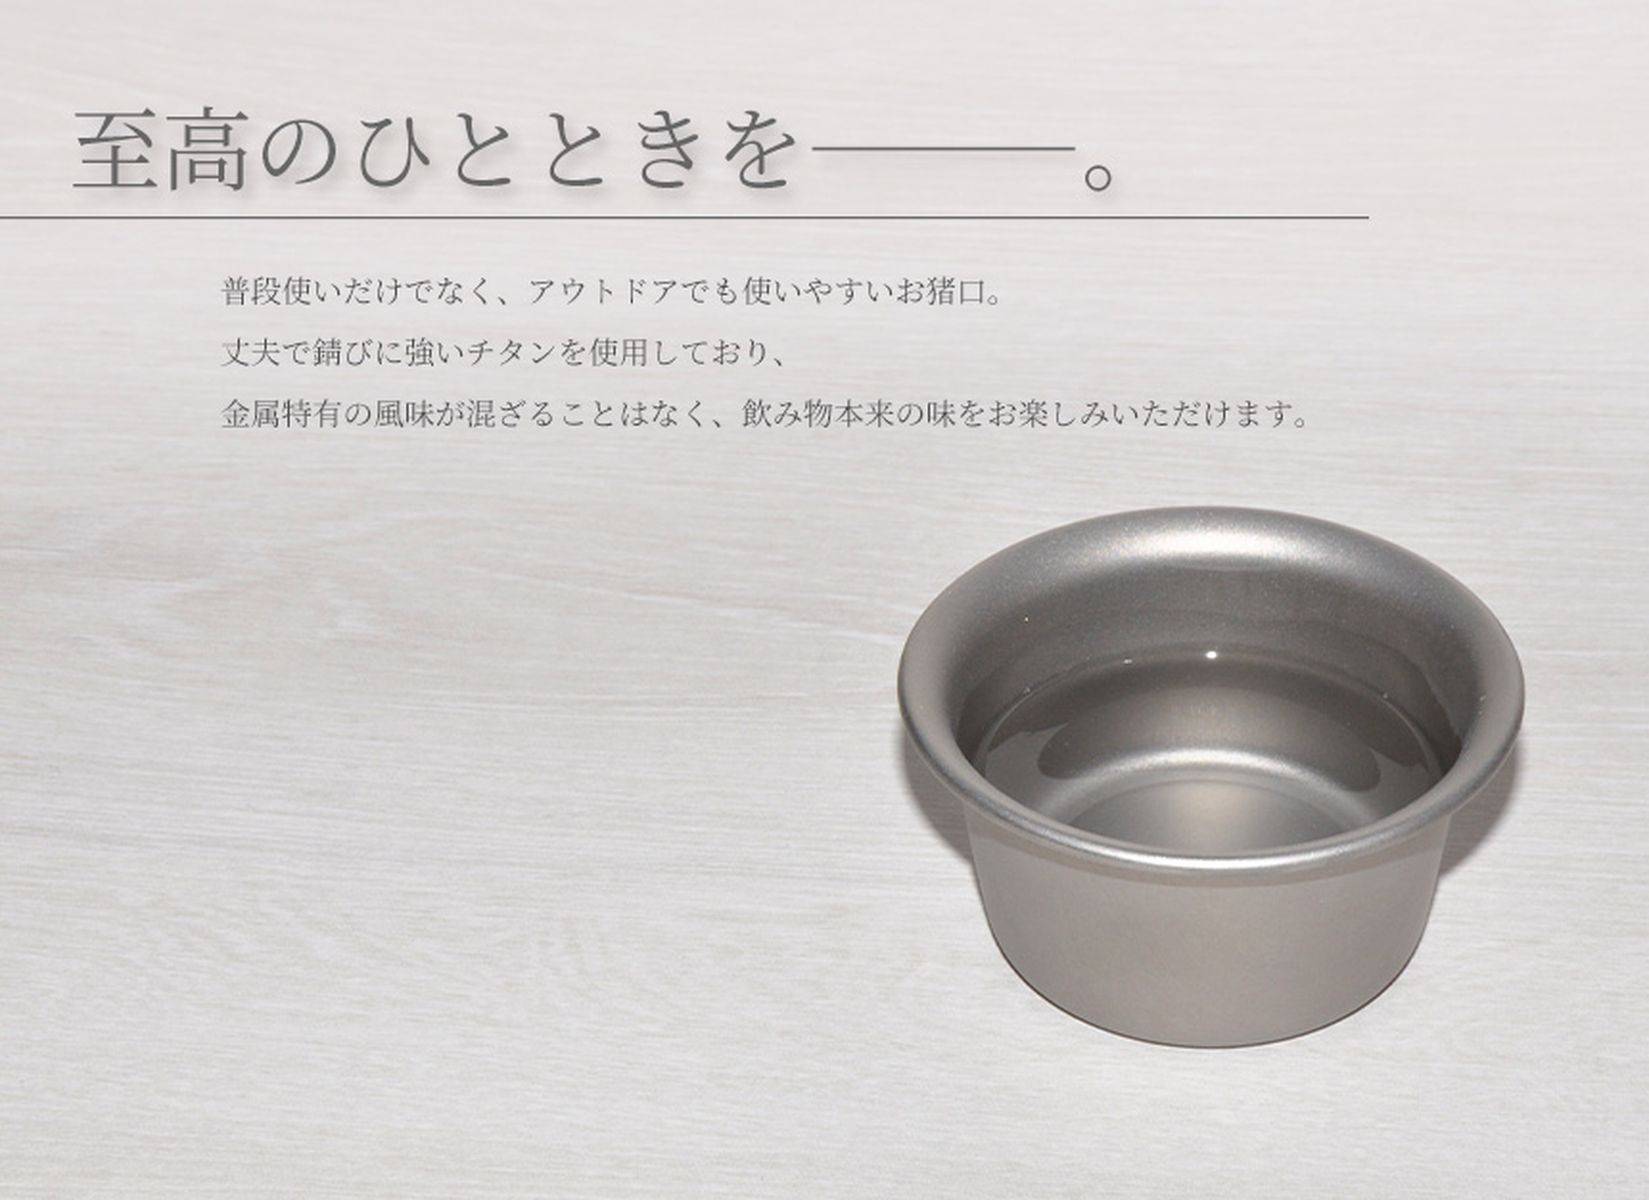 至高のひとときを―――。
普段使いだけでなく、アウトドアでも使いやすいお猪口。
丈夫で錆びに強いチタンを使用しており、
金属特有の風味が混ざることはなく、飲み物本来の味をお楽しみいただけます。